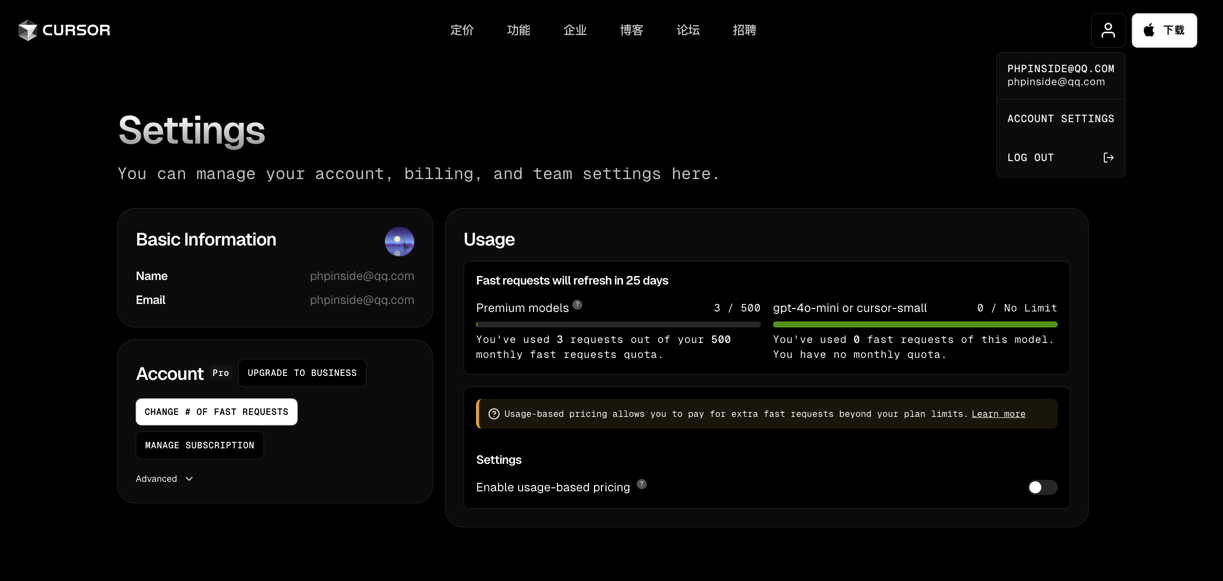 CURSOR
定价 功能 企业 博客 论坛 招聘
下载
PHPINSIDE@QQ.COM
phpinside@qq.com
ACCOUNT SETTINGS
LOG OUT
Settings
You can manage your account, billing, and team settings here.
Basic Information
Name phpinside@qq.com
Email phpinside@qq.com
Account Pro UPGRADE TO BUSINESS
CHANGE # OF FAST REQUESTS
MANAGE SUBSCRIPTION
Advanced
Usage
Fast requests will refresh in 25 days
Premium models ? 3 / 500
You've used 3 requests out of your 500
monthly fast requests quota.
gpt-4o-mini or cursor-small 0 / No Limit
You've used 0 fast requests of this model.
You have no monthly quota.
? Usage-based pricing allows you to pay for extra fast requests beyond your plan limits. Learn more
Settings
Enable usage-based pricing ?